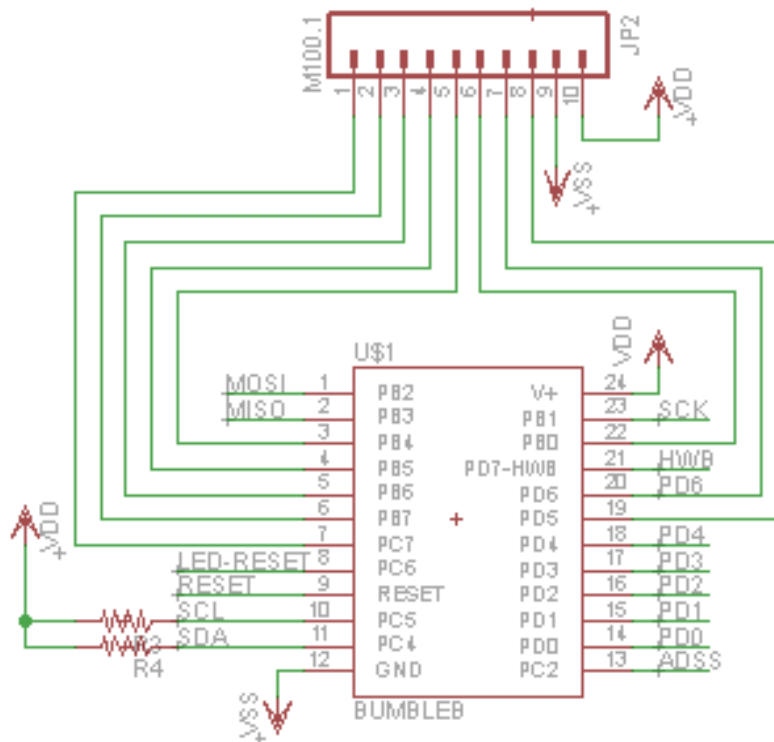 M100.1
JP2
1
2
3
4
5
6
7
8
9
10
+VDD
+VSS
VDD
U$1
MOSI 1 PB2 V+ 24
MISO 2 PB3 PB1 23 SCK
3 PB4 PB0 22
4 PB5 PD7-HWB 21 HWB
5 PB6 PD6 20 PD6
6 PB7 PD5 19
+VDD
7 PC7 PD4 18 PD4
LED-RESET 8 PC6 PD3 17 PD3
RESET 9 RESET PD2 16 PD2
SCL 10 PC5 PD1 15 PD1
SDA 11 PC4 PD0 14 PD0
R4
12 GND PC2 13 ADSS
+VSS
BUMBLEB